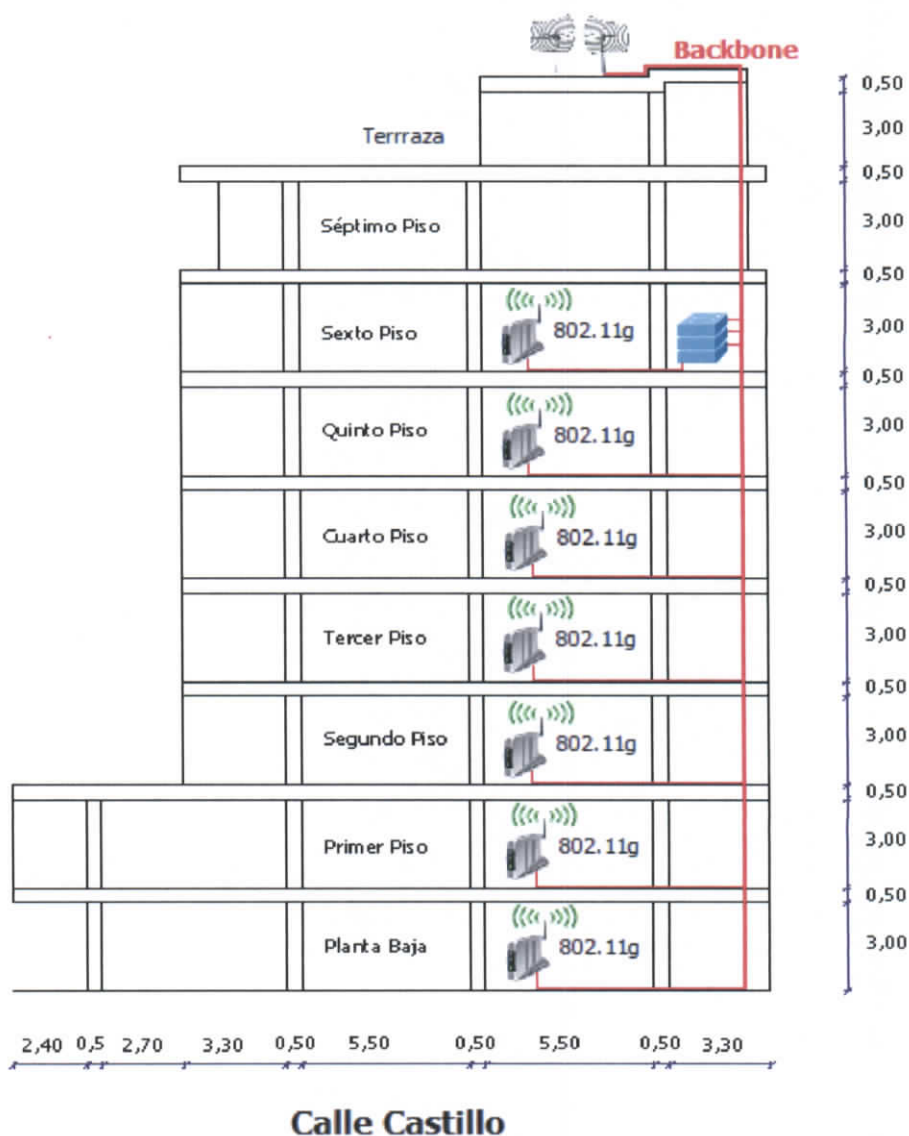 Backbone
0,50
3,00
Terrraza
0,50
Séptimo Piso
3,00
0,50
Sexto Piso
802.11g
3,00
0,50
Quinto Piso
802.11g
3,00
0,50
Cuarto Piso
802.11g
3,00
0,50
Tercer Piso
802.11g
3,00
0,50
Segundo Piso
802.11g
3,00
0,50
Primer Piso
802.11g
3,00
0,50
Planta Baja
802.11g
3,00
2,40 0,5 2,70 3,30 0,50 5,50 0,50 5,50 0,50 3,30
Calle Castillo